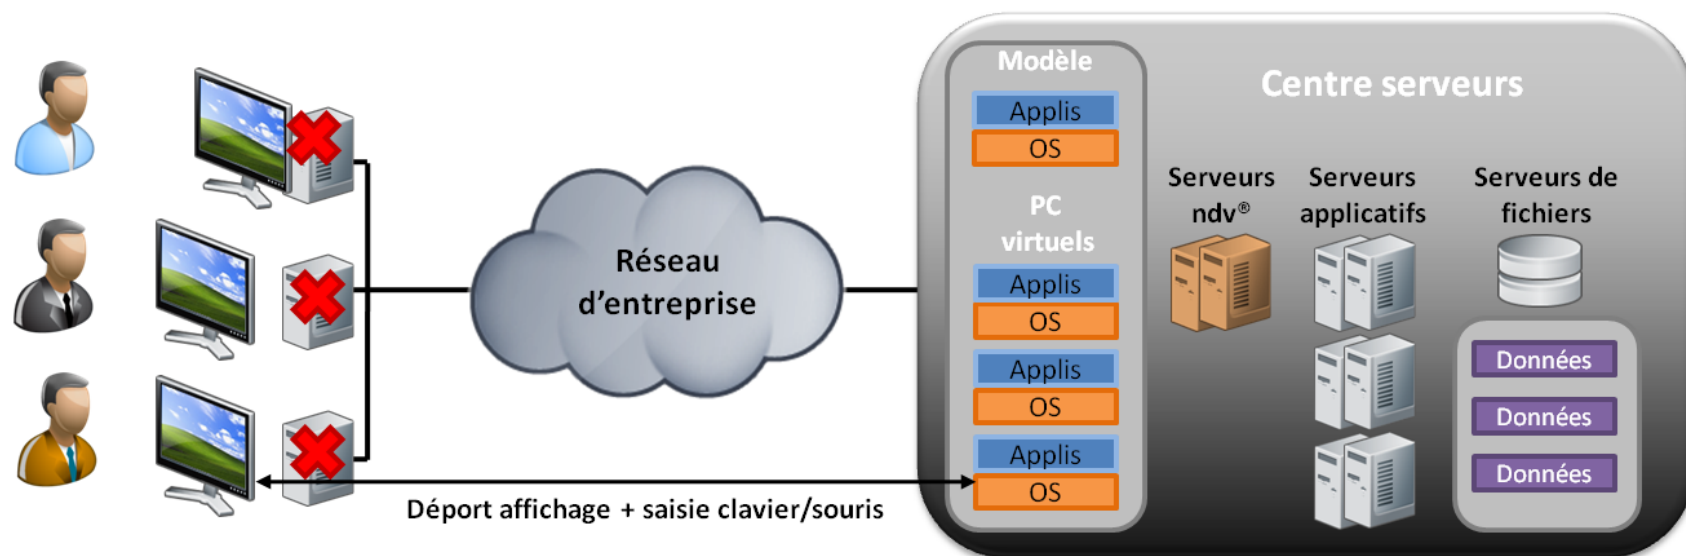 Modèle
Centre serveurs
Applis
OS
Serveurs
ndv®
Serveurs
applicatifs
Serveurs de
fichiers
PC
virtuels
Réseau
d’entreprise
Applis
OS
Applis
OS
Applis
OS
Données
Données
Données
Déport affichage + saisie clavier/souris